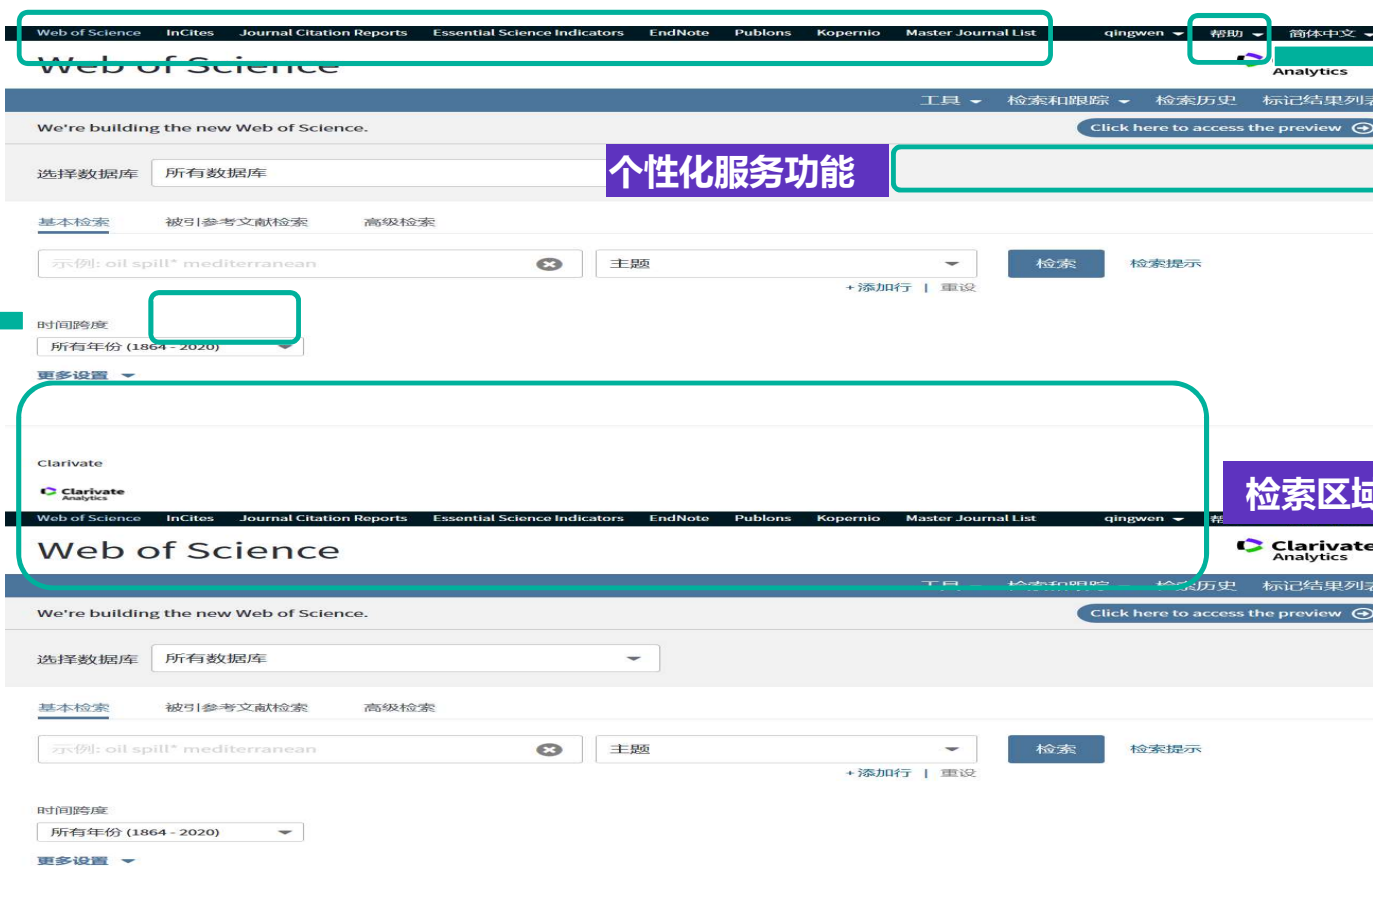 Web of Science InCites Journal Citation Reports Essential Science Indicators EndNote Publons Kopernio Master Journal List qingwen 帮助 简体中文
Web of Science
Analytics
工具 检索和跟踪 检索历史 标记结果列表
We're building the new Web of Science. Click here to access the preview
选择数据库 所有数据库
个性化服务功能
基本检索 被引参考文献检索 高级检索
示例: oil spill* mediterranean 主题 检索 检索提示
+添加行 | 重设
时间跨度
所有年份 (1864 - 2020)
更多设置
Clarivate
Clarivate
Analytics
检索区域
Web of Science InCites Journal Citation Reports Essential Science Indicators EndNote Publons Kopernio Master Journal List qingwen
Web of Science
Clarivate
Analytics
工具 检索和跟踪 检索历史 标记结果列表
We're building the new Web of Science. Click here to access the preview
选择数据库 所有数据库
基本检索 被引参考文献检索 高级检索
示例: oil spill* mediterranean 主题 检索 检索提示
+添加行 | 重设
时间跨度
所有年份 (1864 - 2020)
更多设置